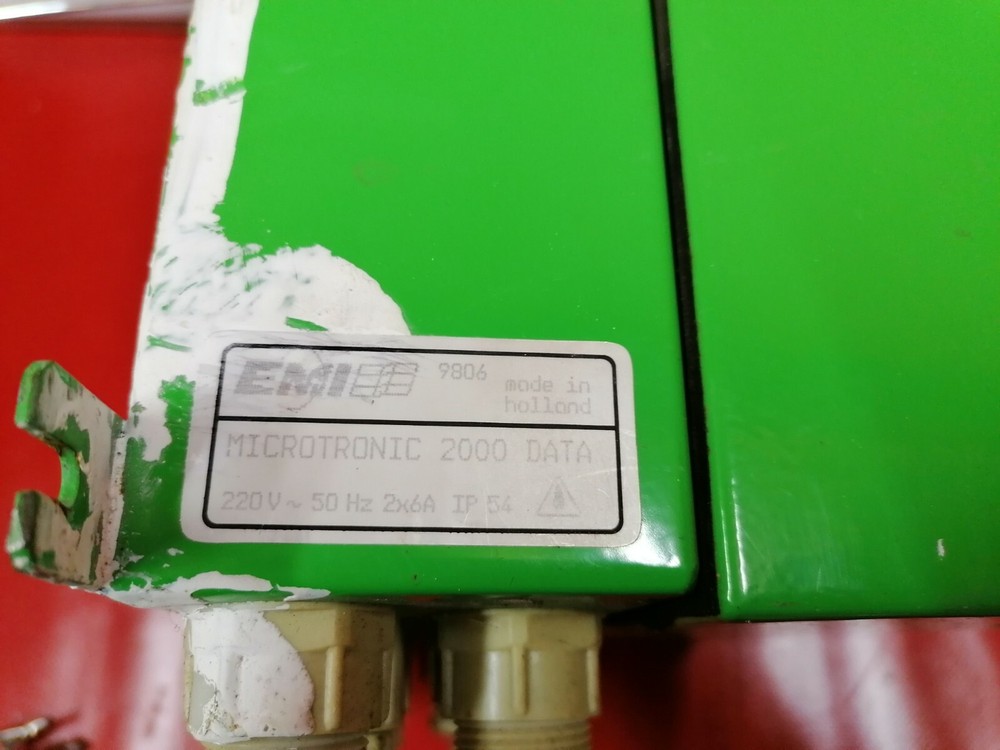 EMI 9806 made in
holland
MICROTRONIC 2000 DATA
220V~ 50 Hz 2x6A IP 54